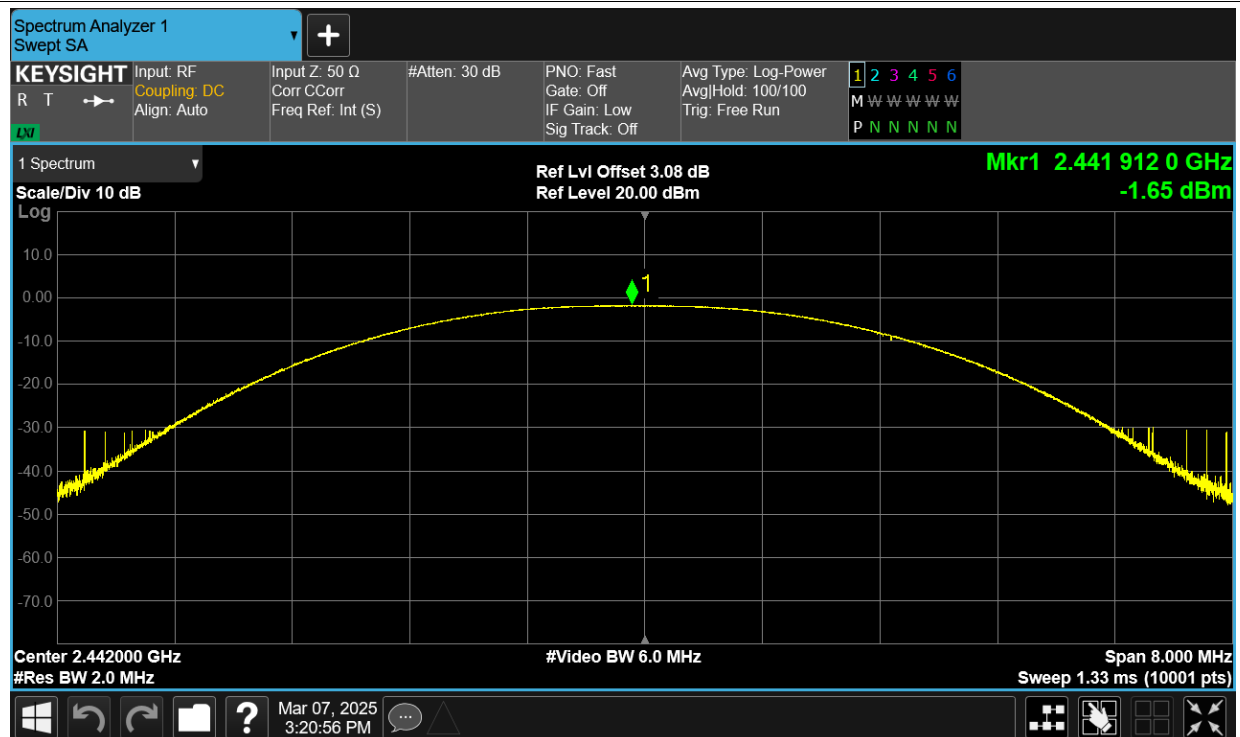 Spectrum Analyzer 1
Swept SA
KEYSIGHT
R T
LXI
Input: RF
Coupling: DC
Align: Auto
Input Z: 50 Ω
Corr CCorr
Freq Ref: Int (S)
#Atten: 30 dB
PNO: Fast
Gate: Off
IF Gain: Low
Sig Track: Off
Avg Type: Log-Power
Avg|Hold: 100/100
Trig: Free Run
1 2 3 4 5 6
M W W W W W
P N N N N N
1 Spectrum
Scale/Div 10 dB
Log
Ref Lvl Offset 3.08 dB
Ref Level 20.00 dBm
Mkr1 2.441 912 0 GHz
-1.65 dBm
1
10.0
0.00
-10.0
-20.0
-30.0
-40.0
-50.0
-60.0
-70.0
Center 2.442000 GHz
#Res BW 2.0 MHz
#Video BW 6.0 MHz
Span 8.000 MHz
Sweep 1.33 ms (10001 pts)
?
Mar 07, 2025
3:20:56 PM